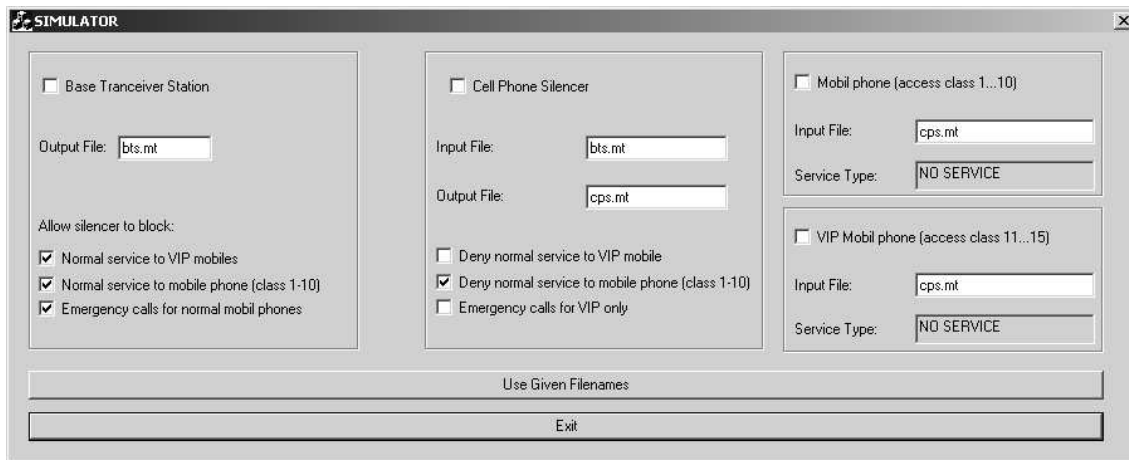 SIMULATOR
Base Tranceiver Station
Output File: bts.mt
Allow silencer to block:
Normal service to VIP mobiles
Normal service to mobile phone (class 1-10)
Emergency calls for normal mobil phones
Cell Phone Silencer
Input File: bts.mt
Output File: cps.mt
Deny normal service to VIP mobile
Deny normal service to mobile phone (class 1-10)
Emergency calls for VIP only
Mobil phone (access class 1...10)
Input File: cps.mt
Service Type: NO SERVICE
VIP Mobil phone (access class 11...15)
Input File: cps.mt
Service Type: NO SERVICE
Use Given Filenames
Exit